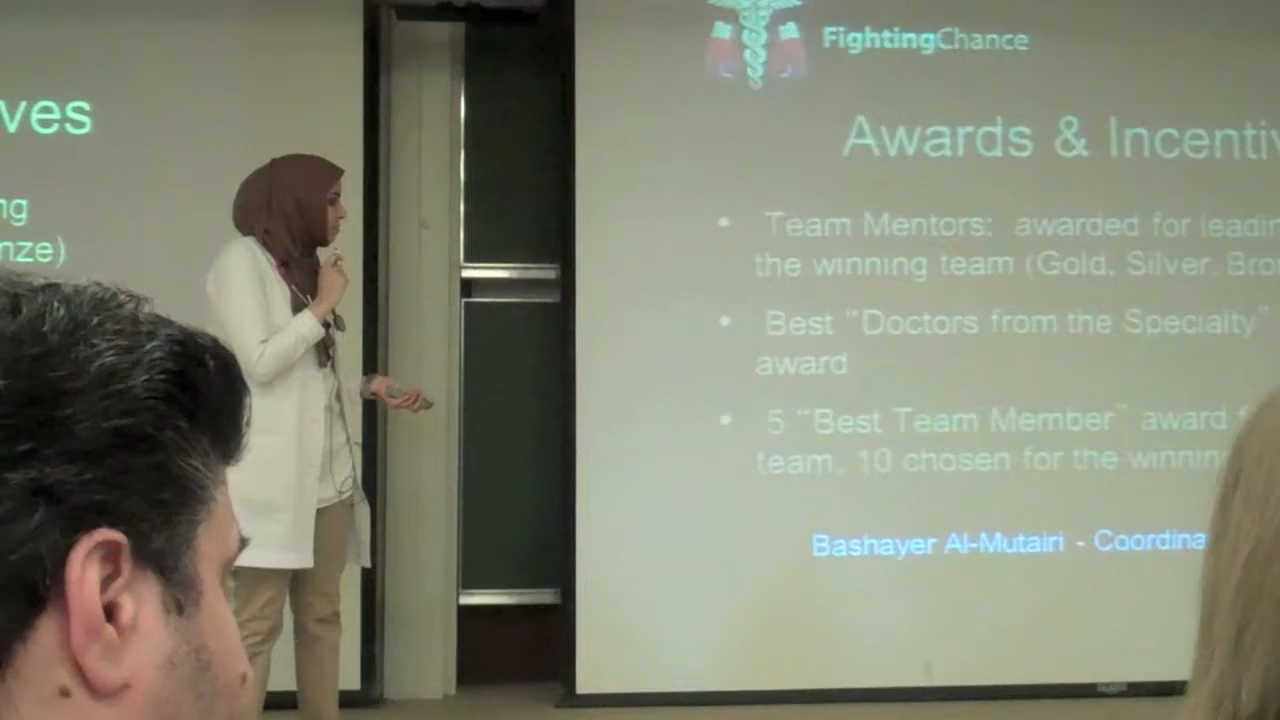 ves
ng
nze)
FightingChance
Awards & Incentiv
Team Mentors: awarded for leadin
the winning team (Gold, Silver, Bro
Best “Doctors from the Specialty”
award
5 “Best Team Member” award
team, 10 chosen for the winning
Bashayer Al-Mutairi - Coordina